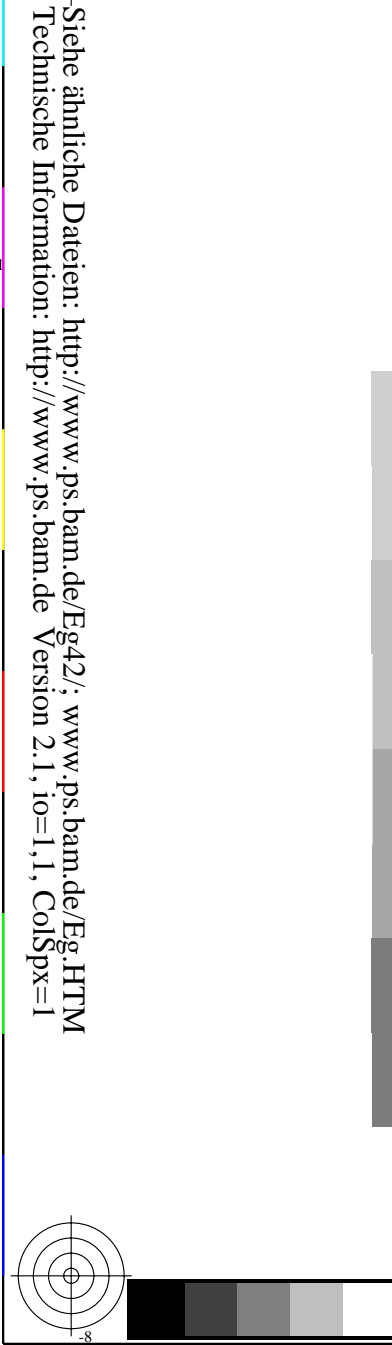 Siehe ähnliche Dateien: http://www.ps.bam.de/Eg42/; www.ps.bam.de/Eg.HTM
Technische Information: http://www.ps.bam.de Version 2.1, io=1,1, ColSpx=1
-8